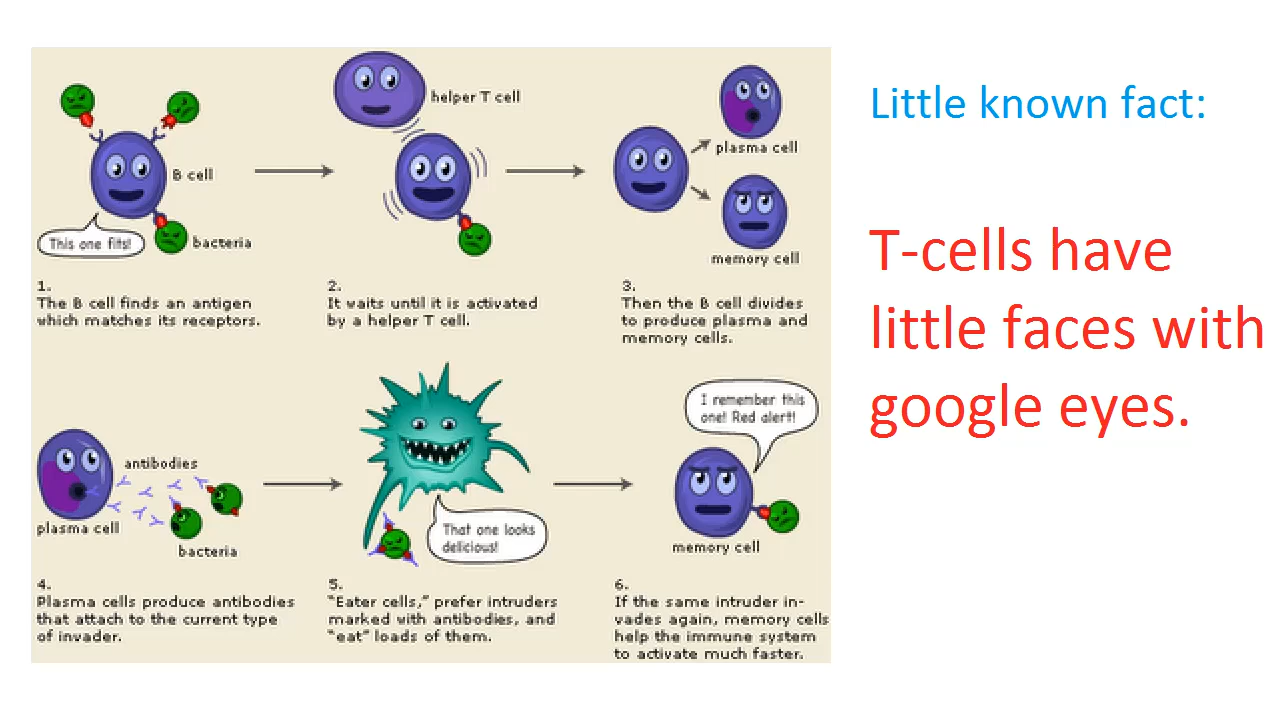 helper T cell
B cell
This one fits!
bacteria
plasma cell
memory cell
1.
The B cell finds an antigen
which matches its receptors.
2.
It waits until it is activated
by a helper T cell.
3.
Then the B cell divides
to produce plasma and
memory cells.
antibodies
plasma cell
bacteria
That one looks
delicious!
I remember this
one! Red alert!
memory cell
4.
Plasma cells produce antibodies
that attach to the current type
of invader.
5.
“Eater cells,” prefer intruders
marked with antibodies, and
“eat” loads of them.
6.
If the same intruder in-
vades again, memory cells
help the immune system
to activate much faster.
Little known fact:
T-cells have
little faces with
google eyes.